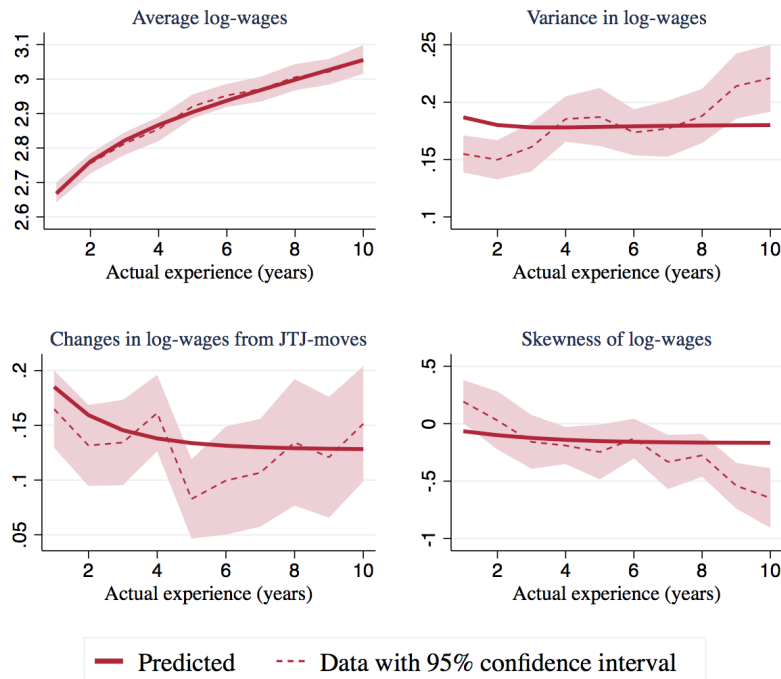 Average log-wages
Variance in log-wages
3.1
3
2.9
2.8
2.7
2.6
2 4 6 8 10
Actual experience (years)
.25
.2
.15
.1
2 4 6 8 10
Actual experience (years)
Changes in log-wages from JTJ-moves
Skewness of log-wages
.2
.15
.1
.05
2 4 6 8 10
Actual experience (years)
.5
0
-.5
-1
2 4 6 8 10
Actual experience (years)
Predicted
Data with 95% confidence interval